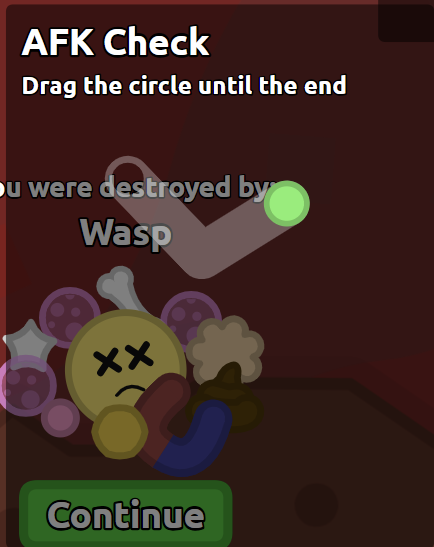 AFK Check
Drag the circle until the end
ou were destroyed by:
Wasp
Continue